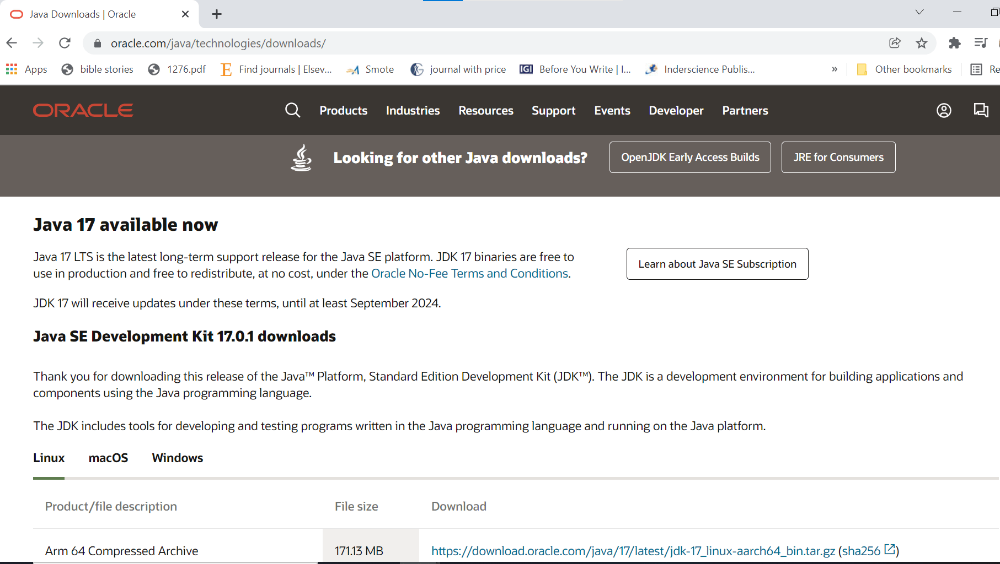 Java Downloads | Oracle
oracle.com/java/technologies/downloads/
Apps bible stories 1276.pdf Find journals | Elsev... Smote journal with price IGI Before You Write | I... Inderscience Publis... » Other bookmarks Re
ORACLE Products Industries Resources Support Events Developer Partners
Looking for other Java downloads? OpenJDK Early Access Builds JRE for Consumers
Java 17 available now
Java 17 LTS is the latest long-term support release for the Java SE platform. JDK 17 binaries are free to
use in production and free to redistribute, at no cost, under the Oracle No-Fee Terms and Conditions.
Learn about Java SE Subscription
JDK 17 will receive updates under these terms, until at least September 2024.
Java SE Development Kit 17.0.1 downloads
Thank you for downloading this release of the Java™ Platform, Standard Edition Development Kit (JDK™). The JDK is a development environment for building applications and
components using the Java programming language.
The JDK includes tools for developing and testing programs written in the Java programming language and running on the Java platform.
Linux macOS Windows
Product/file description File size Download
Arm 64 Compressed Archive 171.13 MB https://download.oracle.com/java/17/latest/jdk-17_linux-aarch64_bin.tar.gz (sha256)